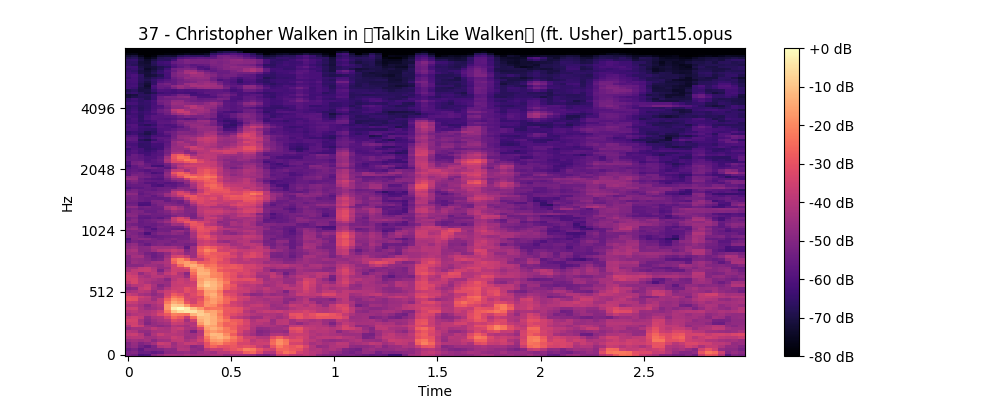 37 - Christopher Walken in ▯Talkin Like Walken▯ (ft. Usher)_part15.opus
Hz
4096
2048
1024
512
0
0 0.5 1 1.5 2 2.5
Time
+0 dB
-10 dB
-20 dB
-30 dB
-40 dB
-50 dB
-60 dB
-70 dB
-80 dB